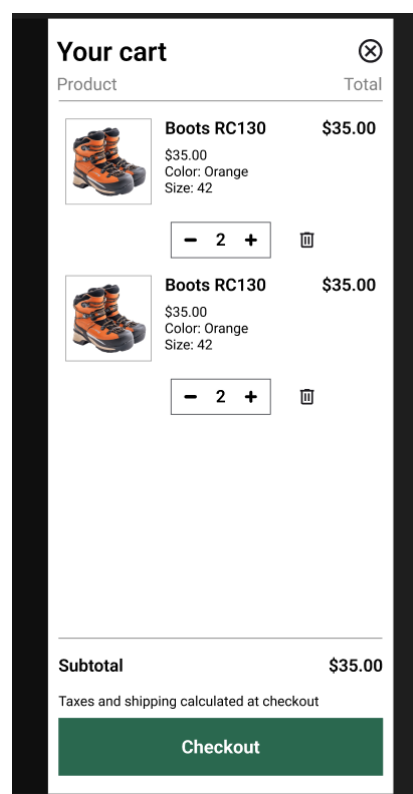 Your cart
Product Total
Boots RC130 $35.00
$35.00
Color: Orange
Size: 42
2
Boots RC130 $35.00
$35.00
Color: Orange
Size: 42
2
Subtotal $35.00
Taxes and shipping calculated at checkout
Checkout